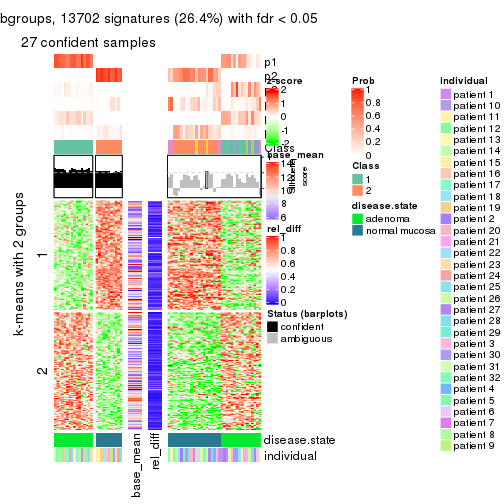 bgroups, 13702 signatures (26.4%) with fdr < 0.05
27 confident samples
p1
p2
z-score
2
1
0
-1
-2
Class
base_mean
14
6
score
rel_diff
1
0.8
0.6
0.4
0.2
0
Status (barplots)
confident
ambiguous
k-means with 2 groups
1
2
disease.state
individual
base_mean
rel_diff
Prob
1
0.8
0.6
0.4
0.2
0
Class
1
2
disease.state
adenoma
normal mucosa
individual
patient 1
patient 10
patient 11
patient 12
patient 13
patient 14
patient 15
patient 16
patient 17
patient 18
patient 19
patient 2
patient 20
patient 21
patient 22
patient 23
patient 24
patient 25
patient 26
patient 27
patient 28
patient 29
patient 3
patient 30
patient 31
patient 32
patient 4
patient 5
patient 6
patient 7
patient 8
patient 9